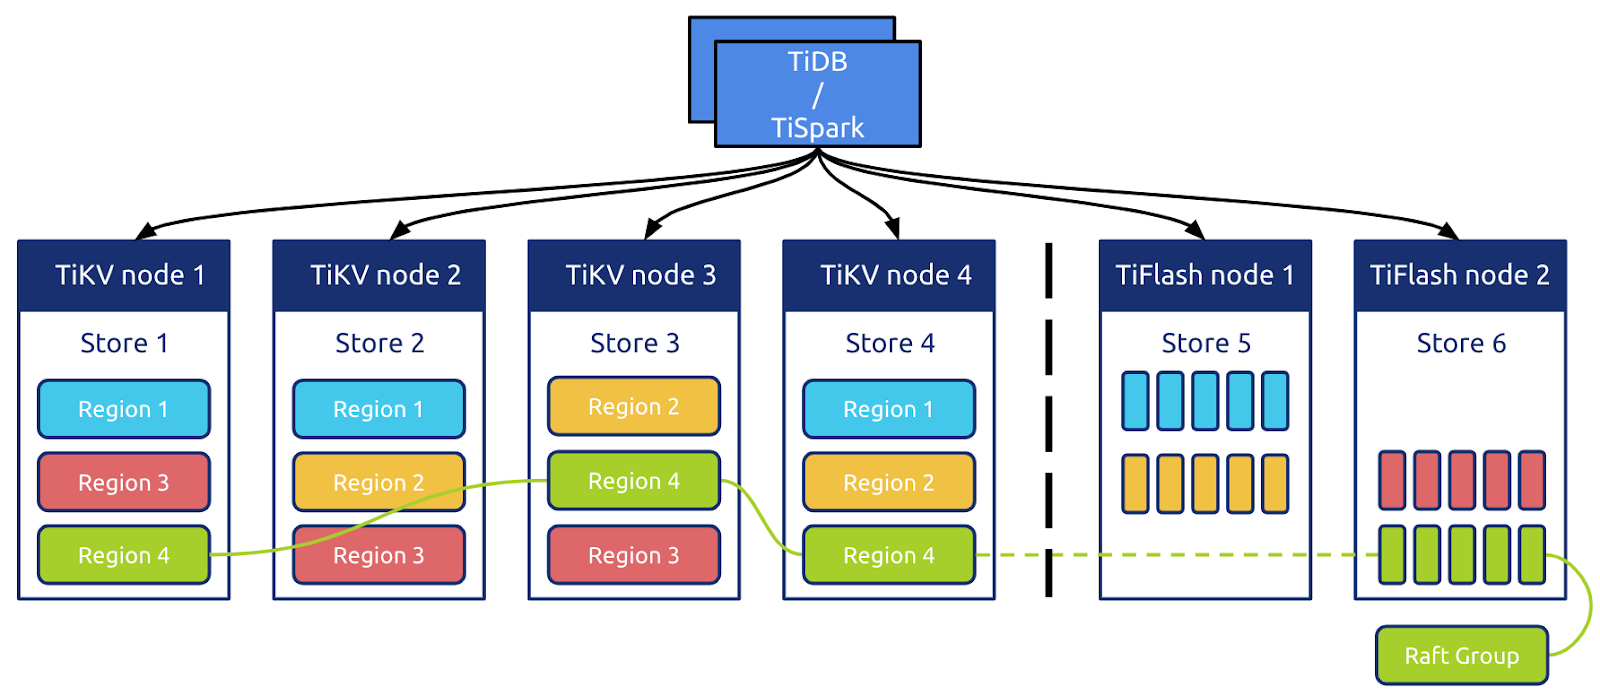 TiDB
/
TiSpark
TiKV node 1
TiKV node 2
TiKV node 3
TiKV node 4
TiFlash node 1
TiFlash node 2
Store 1
Store 2
Store 3
Store 4
Store 5
Store 6
Region 1
Region 1
Region 2
Region 1
Region 3
Region 2
Region 4
Region 2
Region 4
Region 3
Region 3
Region 4
Raft Group